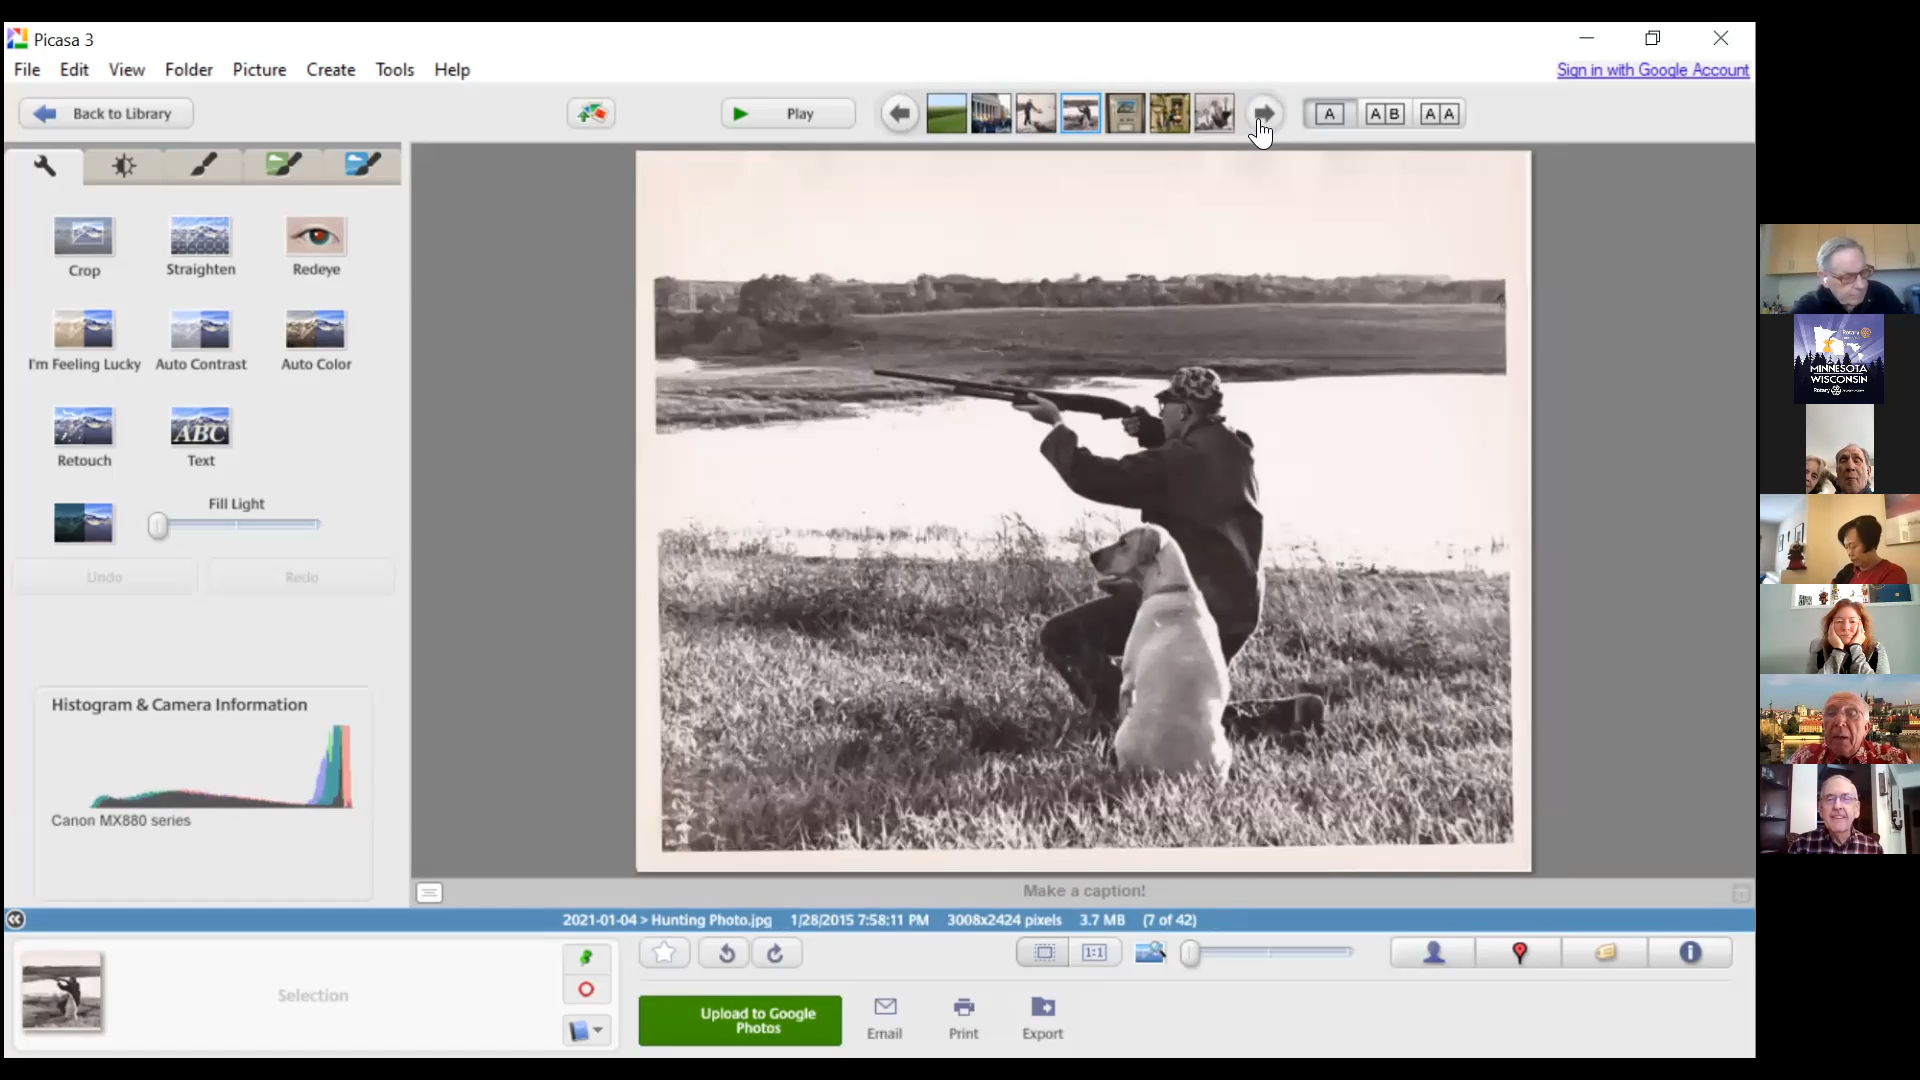 Picasa 3
File Edit View Folder Picture Create Tools Help
Sign in with Google Account
Back to Library
Play
A
A B
A A
Crop
Straighten
Redeye
I'm Feeling Lucky
Auto Contrast
Auto Color
Retouch
ABC
Text
Fill Light
Undo
Redo
Histogram & Camera Information
Canon MX880 series
Make a caption!
2021-01-04 > Hunting Photo.jpg 1/28/2015 7:58:11 PM 3008x2424 pixels 3.7 MB (7 of 42)
Selection
1:1
Upload to Google
Photos
Email
Print
Export
Rotary
MINNESOTA
WISCONSIN
Rotary